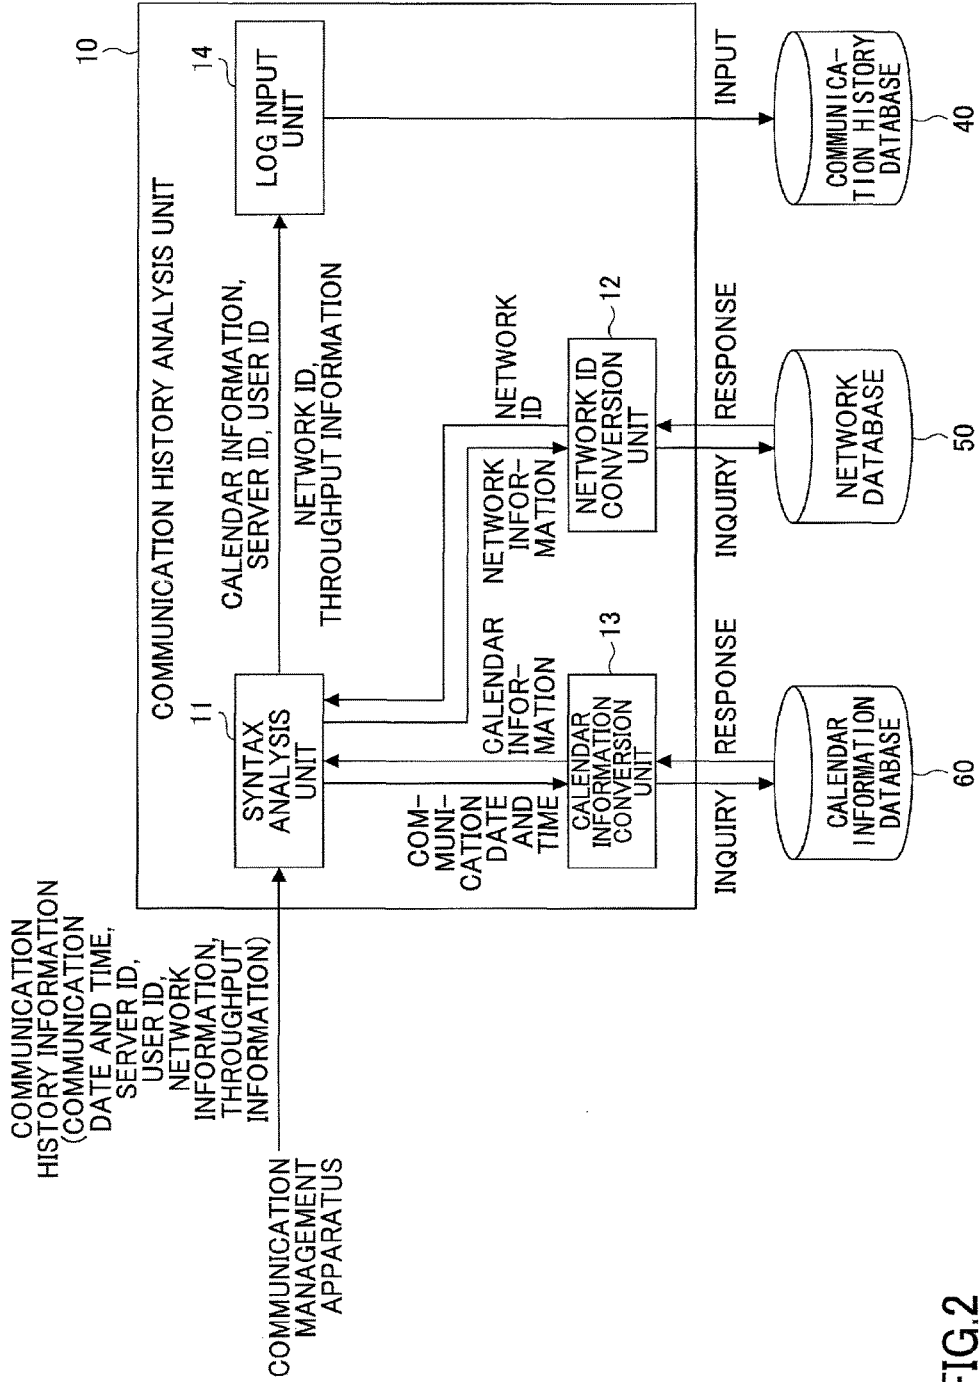 COMMUNICATION
HISTORY INFORMATION
(COMMUNICATION
DATE AND TIME,
SERVER ID,
USER ID,
NETWORK
INFORMATION,
THROUGHPUT
INFORMATION)
COMMUNICATION
MANAGEMENT
APPARATUS
10
COMMUNICATION HISTORY ANALYSIS UNIT
11
SYNTAX
ANALYSIS
UNIT
CALENDAR INFORMATION,
SERVER ID, USER ID
NETWORK ID,
THROUGHPUT INFORMATION
14
LOG INPUT
UNIT
COM-
MUNI-
CATION
DATE
AND
TIME
CALENDAR
INFOR-
MATION
NETWORK
INFOR-
MATION
NETWORK
ID
13
CALENDAR
INFORMATION
CONVERSION
UNIT
12
NETWORK ID
CONVERSION
UNIT
INQUIRY
RESPONSE
INQUIRY
RESPONSE
INPUT
CALENDAR
INFORMATION
DATABASE
60
NETWORK
DATABASE
50
COMMUNICA-
TION HISTORY
DATABASE
40
FIG.2